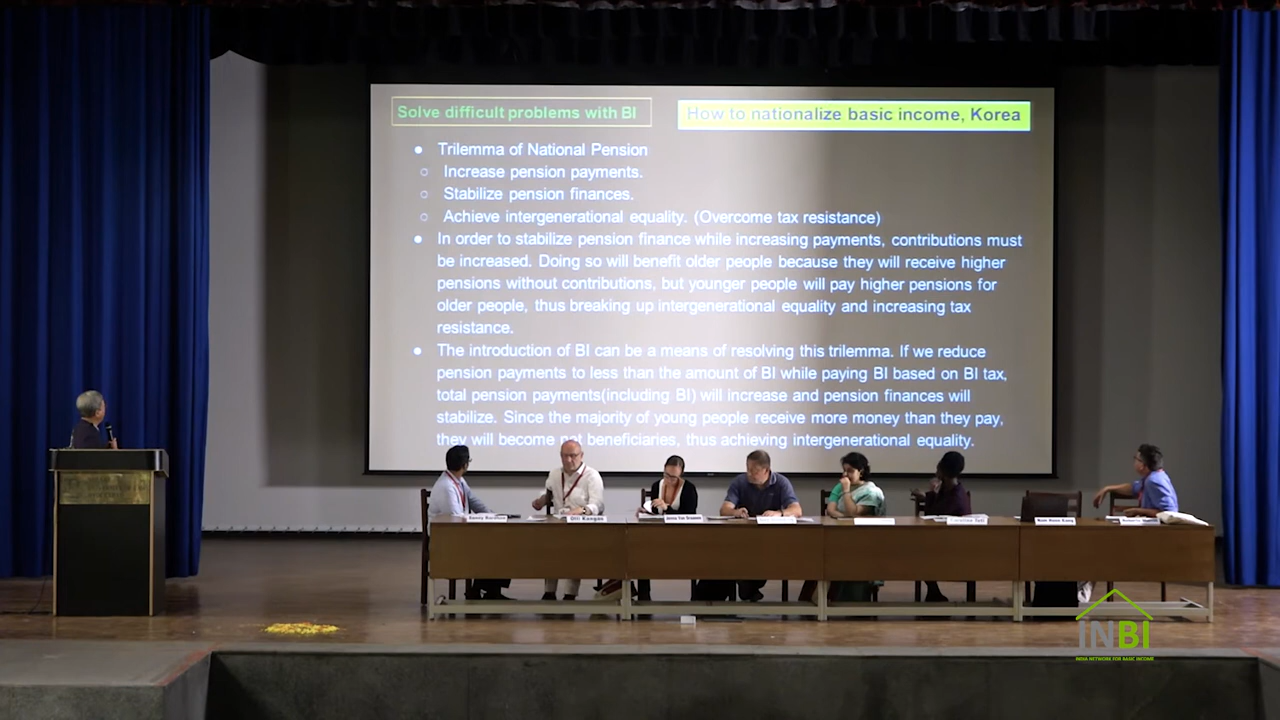 Solve difficult problems with BI
How to nationalize basic income, Korea
● Trilemma of National Pension
○ Increase pension payments.
○ Stabilize pension finances.
○ Achieve intergenerational equality. (Overcome tax resistance)
● In order to stabilize pension finance while increasing payments, contributions must
be increased. Doing so will benefit older people because they will receive higher
pensions without contributions, but younger people will pay higher pensions for
older people, thus breaking up intergenerational equality and increasing tax
resistance.
● The introduction of BI can be a means of resolving this trilemma. If we reduce
pension payments to less than the amount of BI while paying BI based on BI tax,
total pension payments(including BI) will increase and pension finances will
stabilize. Since the majority of young people receive more money than they pay,
they will become net beneficiaries, thus achieving intergenerational equality.
INBI
INDIA NETWORK FOR BASIC INCOME